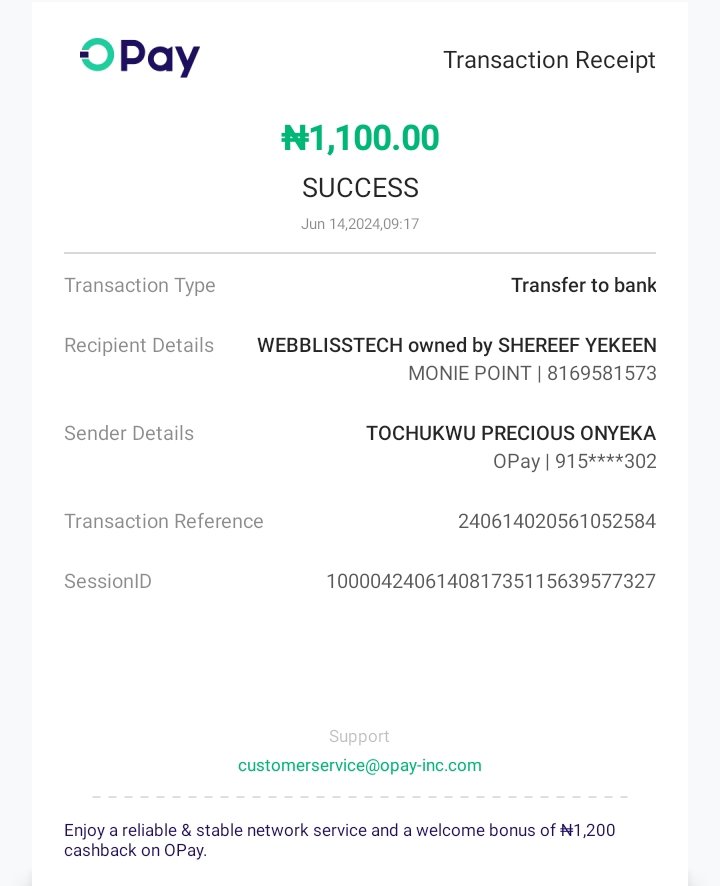 OPay
Transaction Receipt
₦1,100.00
SUCCESS
Jun 14,2024,09:17
Transaction Type Transfer to bank
Recipient Details WEBBLISSTECH owned by SHEREEF YEKEEN
MONIE POINT | 8169581573
Sender Details TOCHUKWU PRECIOUS ONYEKA
OPay | 915****302
Transaction Reference 240614020561052584
SessionID 100004240614081735115639577327
Support
customerservice@opay-inc.com
Enjoy a reliable & stable network service and a welcome bonus of ₦1,200
cashback on OPay.